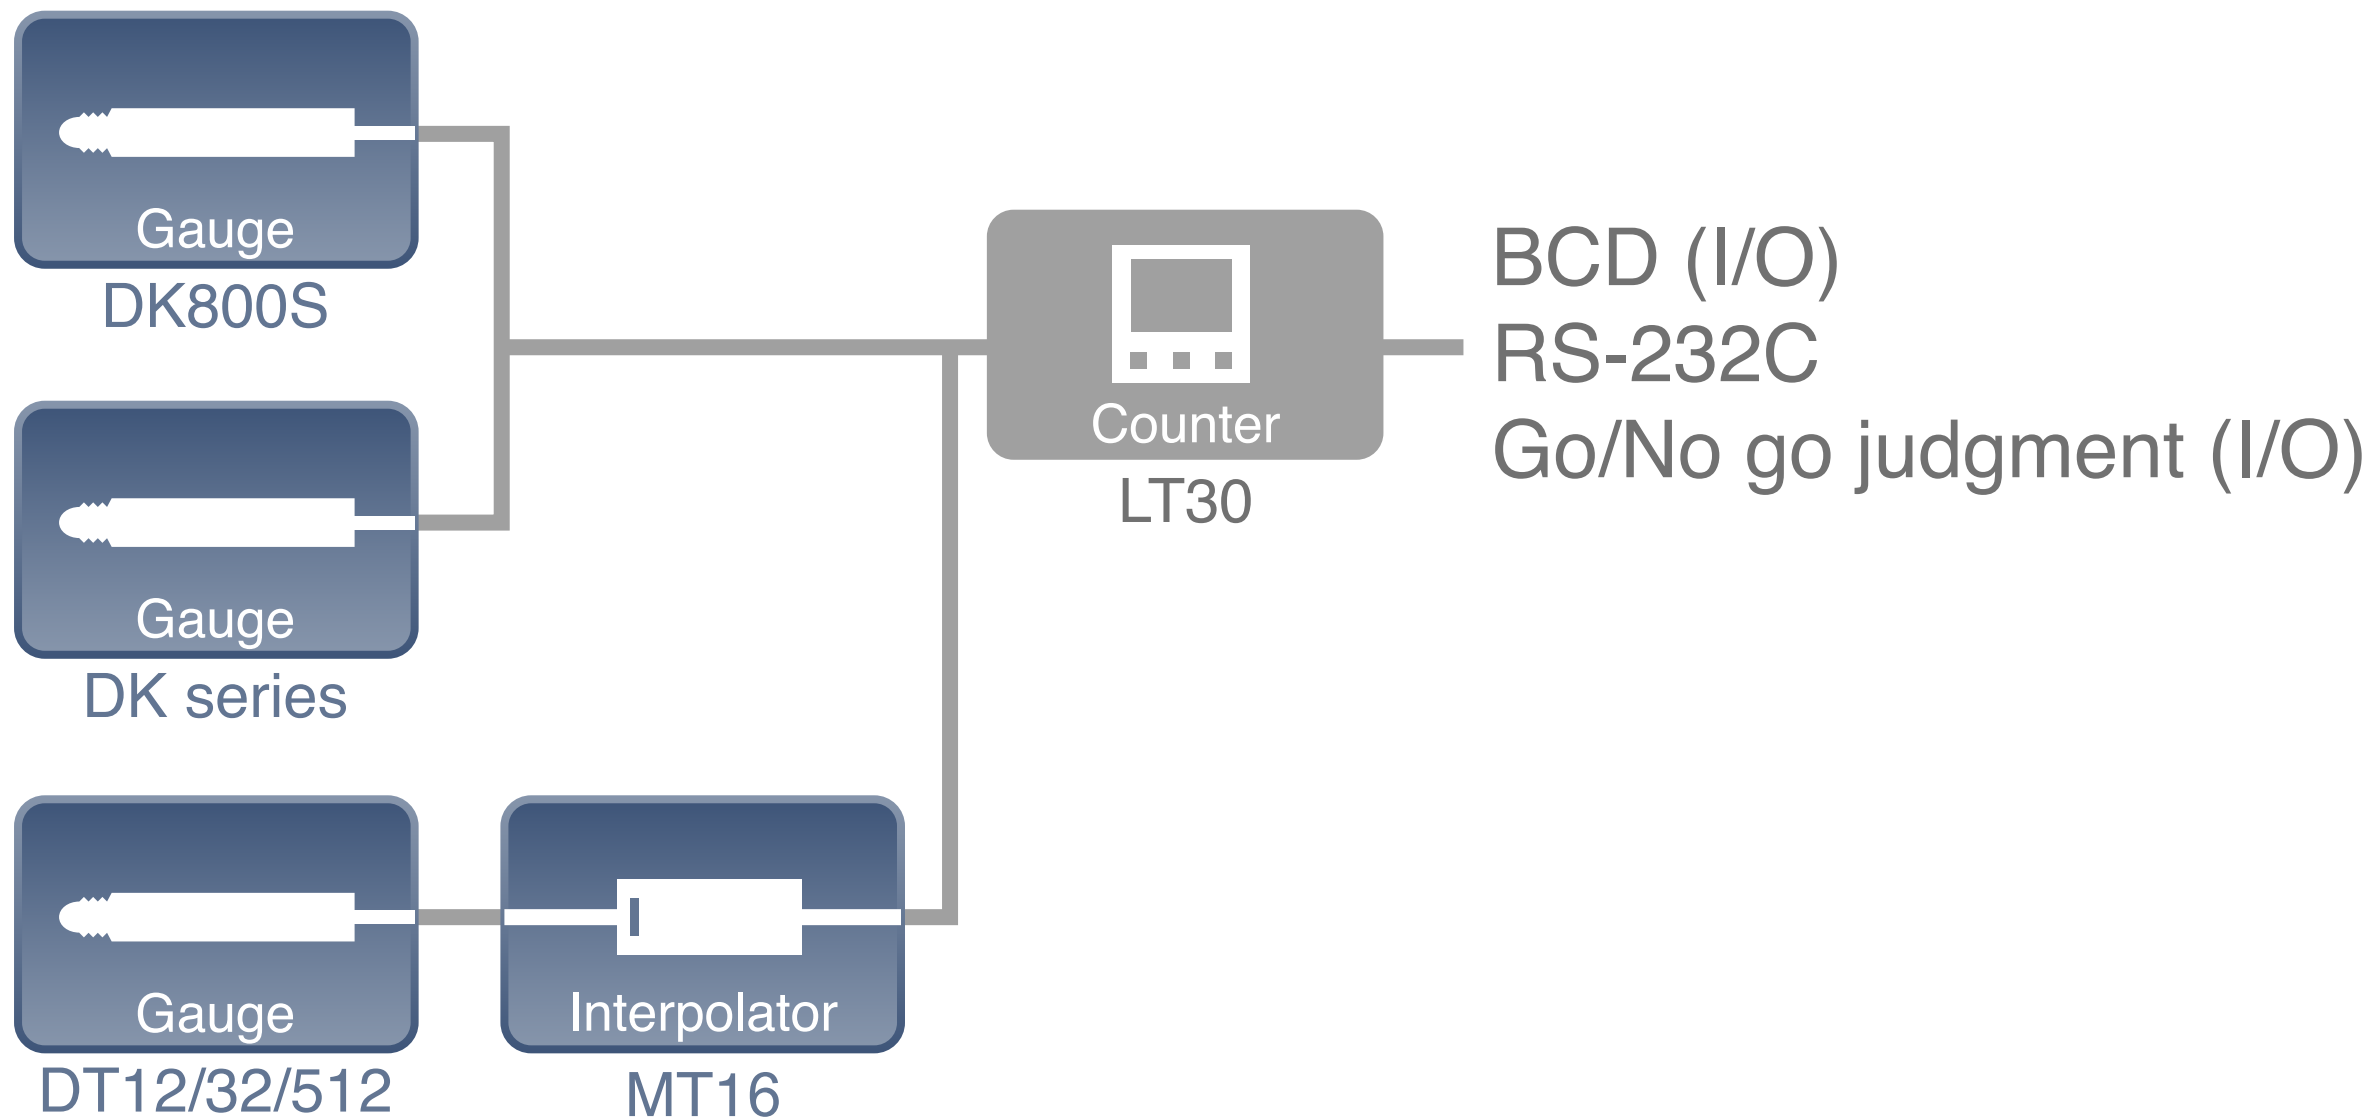 Gauge
DK800S
Gauge
DK series
Gauge
DT12/32/512
Interpolator
MT16
Counter
LT30
BCD (I/O)
RS-232C
Go/No go judgment (I/O)